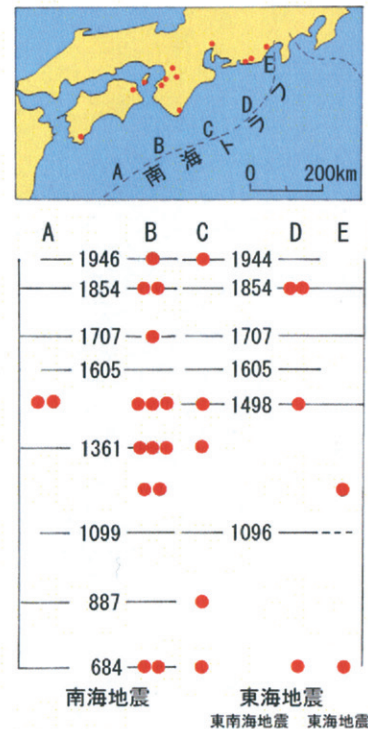 E
D
C
B
A
南海トラフ
0 200km
A B C D E
1946 1944
1854 1854
1707 1707
1605 1605
1498
1361
1099 1096
887
684
南海地震 東海地震
東南海地震 東海地震